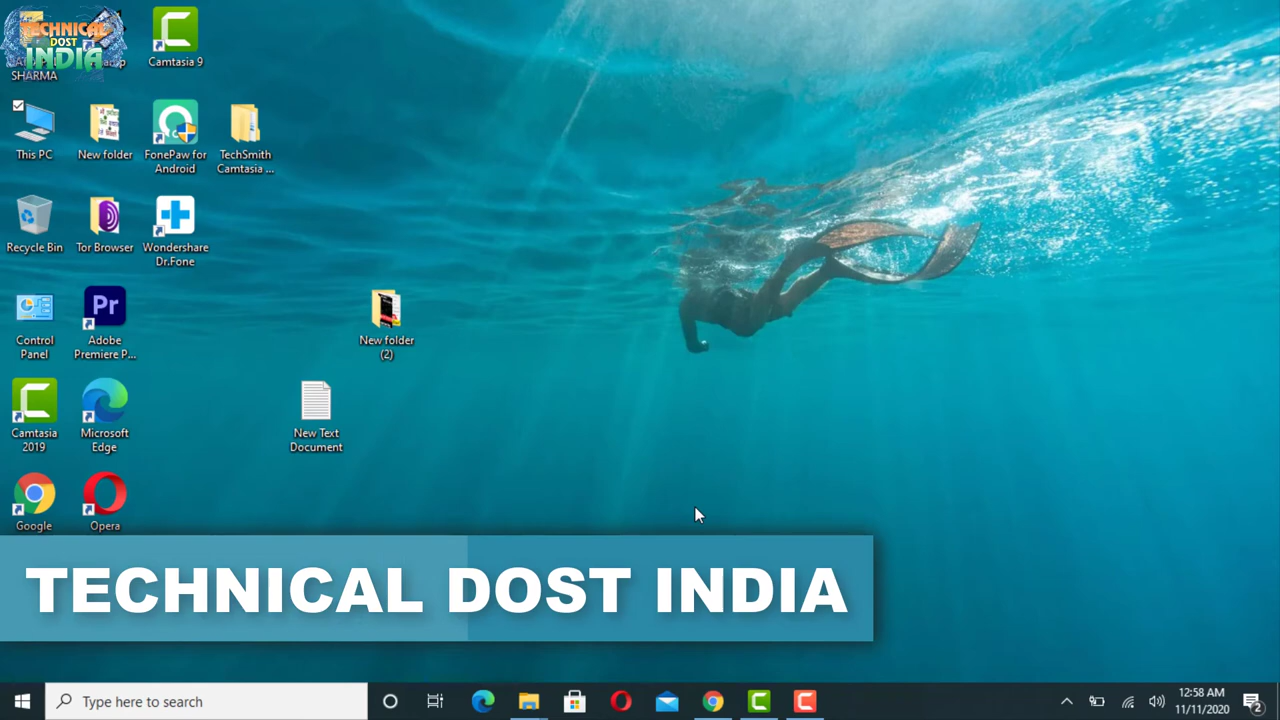 TECHNICAL
DOST
INDIA
SHARMA
Camtasia 9
This PC
New folder
FonePaw for
Android
TechSmith
Camtasia ...
Recycle Bin
Tor Browser
Wondershare
Dr.Fone
Control
Panel
Adobe
Premiere P...
New folder
(2)
Camtasia
2019
Microsoft
Edge
New Text
Document
Google
Opera
TECHNICAL DOST INDIA
Type here to search
12:58 AM
11/11/2020
2